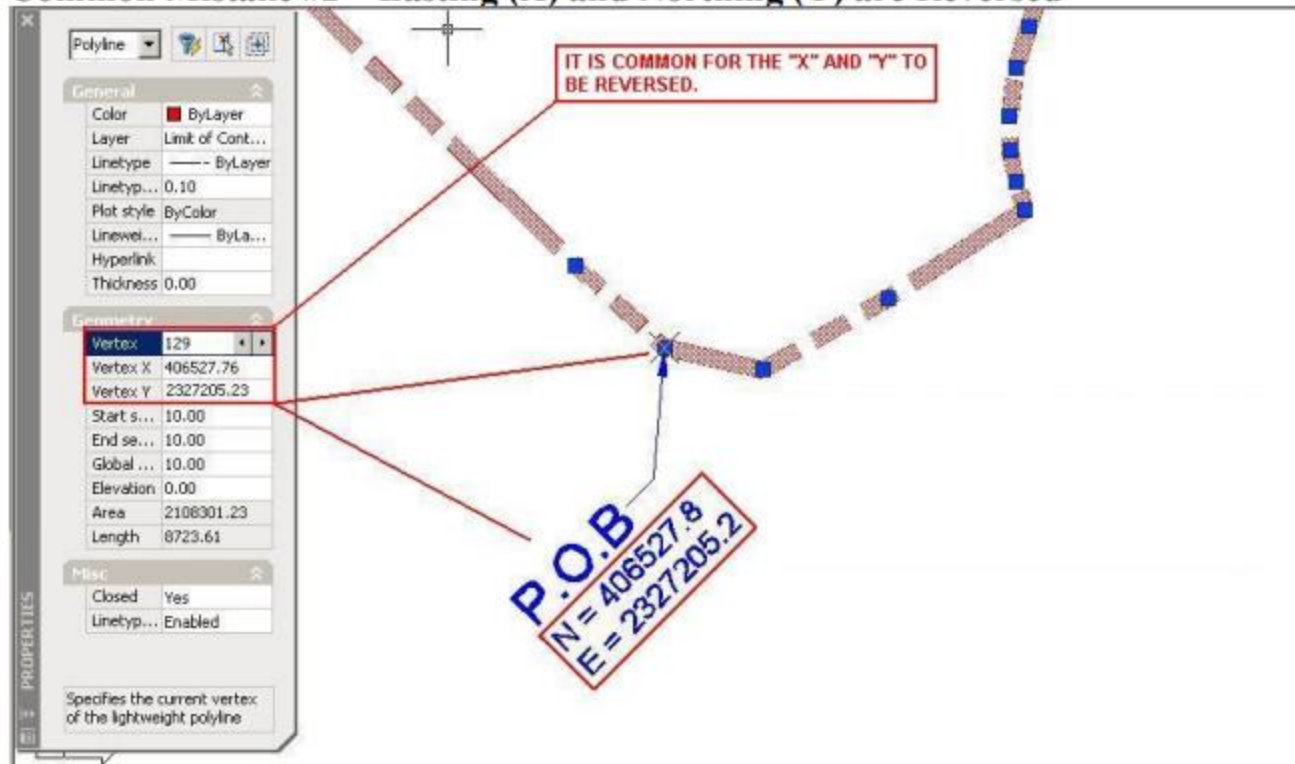 IT IS COMMON FOR THE "X" AND "Y" TO
BE REVERSED.
Polyline
General
Color ByLayer
Layer Limit of Cont...
Linetype ByLayer
Linetyp... 0.10
Plot style ByColor
Linewei... ByLa...
Hyperlink
Thickness 0.00
Geometry
Vertex 129
Vertex X 406527.76
Vertex Y 2327205.23
Start s... 10.00
End se... 10.00
Global ... 10.00
Elevation 0.00
Area 2108301.23
Length 8723.61
Misc
Closed Yes
Linetyp... Enabled
Specifies the current vertex
of the lightweight polyline
PROPERTIES
P.O.B
N = 406527.8
E = 2327205.2